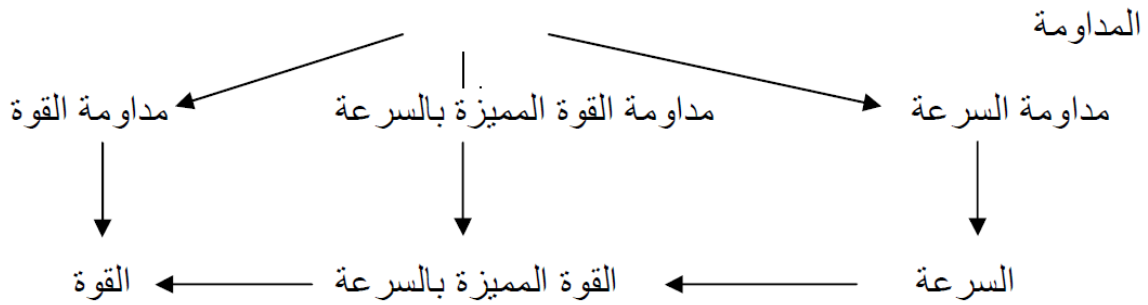 المداومة
مداومة السرعة مداومة القوة المميزة بالسرعة مداومة القوة
السرعة القوة المميزة بالسرعة القوة